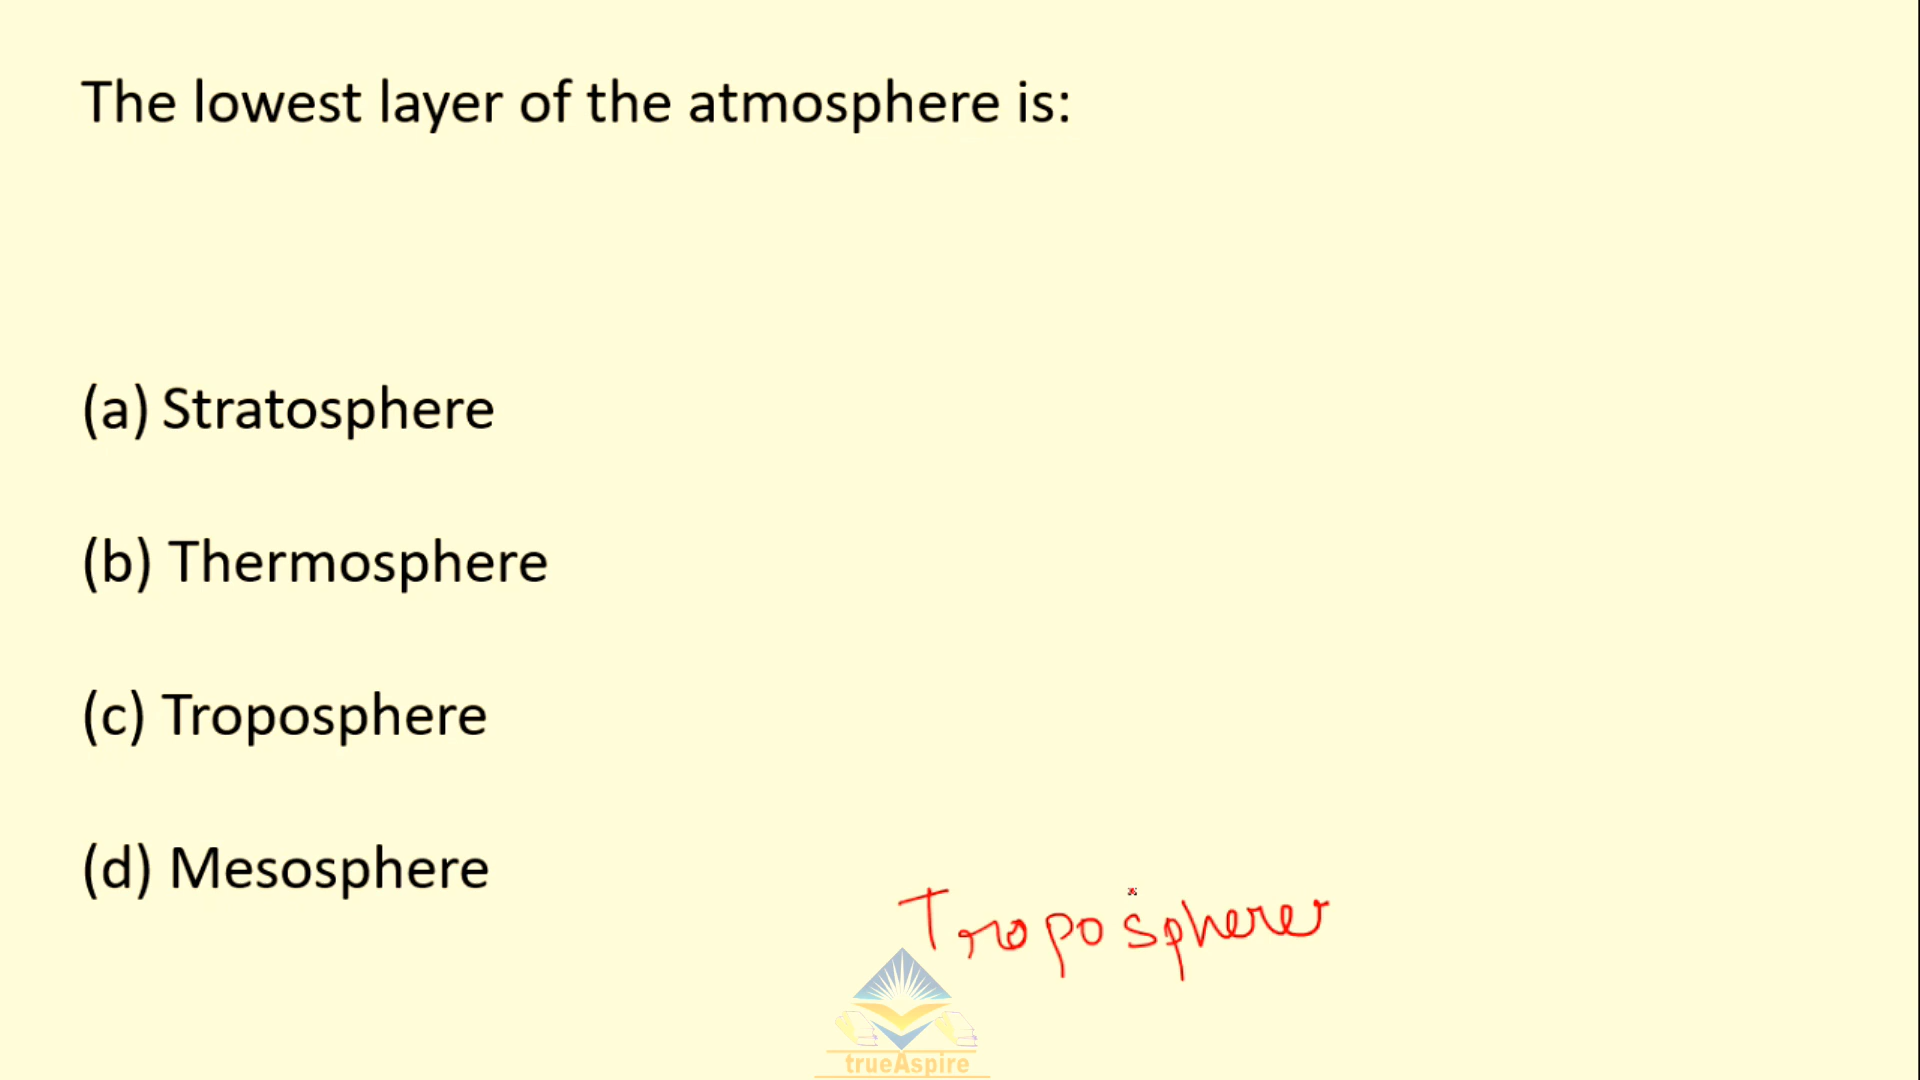 The lowest layer of the atmosphere is:
(a) Stratosphere
(b) Thermosphere
(c) Troposphere
(d) Mesosphere
Troposphere
trueAspire